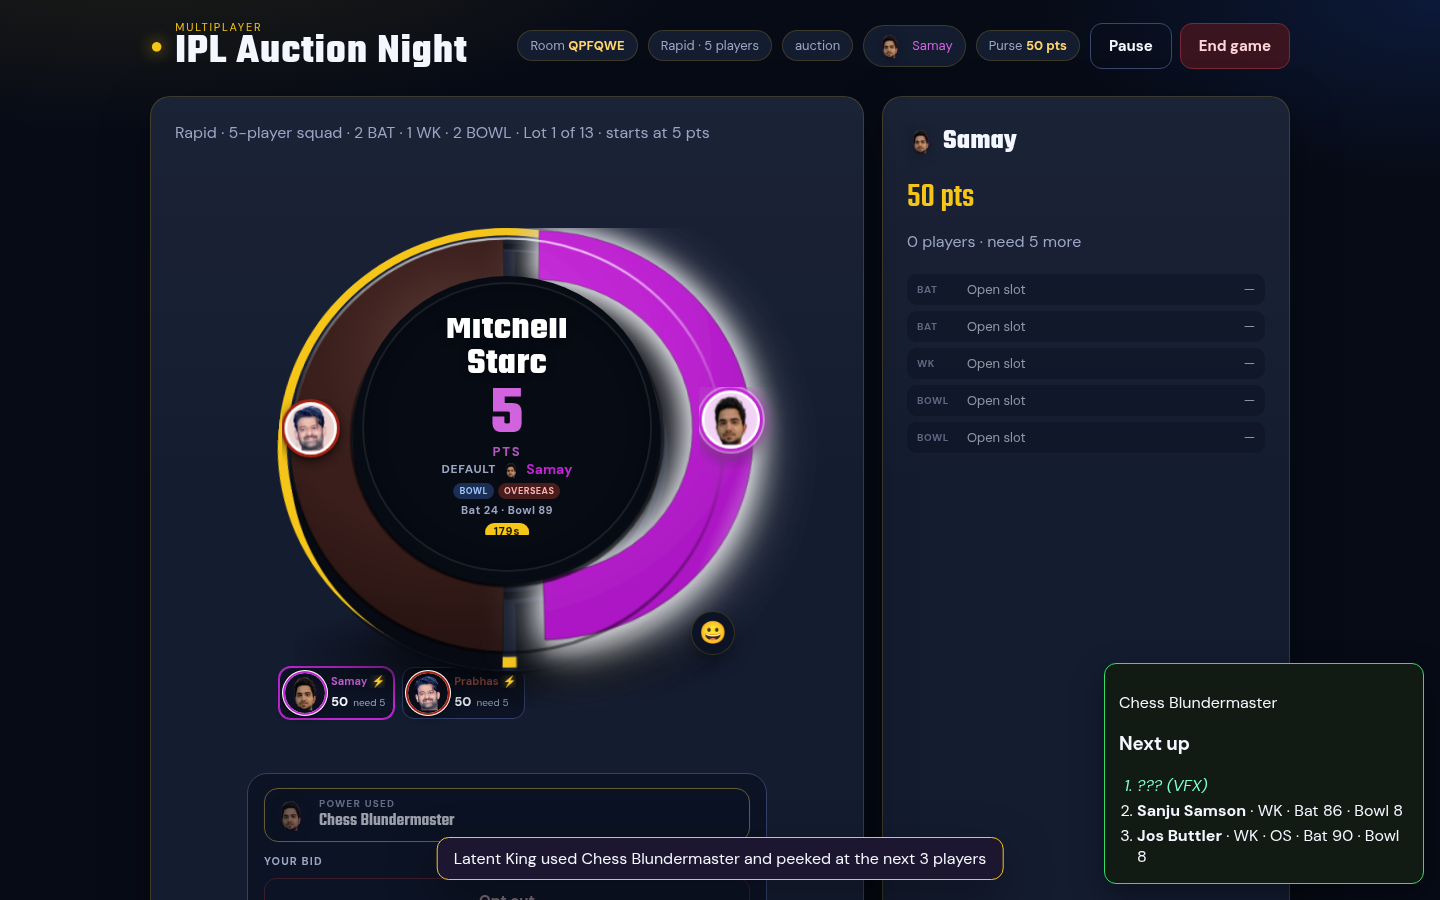 MULTIPLAYER
IPL Auction Night
Room QPFQWE
Rapid · 5 players
auction
Samay
Purse 50 pts
Pause
End game
Rapid · 5-player squad · 2 BAT · 1 WK · 2 BOWL · Lot 1 of 13 · starts at 5 pts
Mitchell
Starc
5
PTS
DEFAULT Samay
BOWL OVERSEAS
Bat 24 · Bowl 89
179s
Samay ⚡
50 need 5
Prabhas ⚡
50 need 5
POWER USED
Chess Blundermaster
YOUR BID
Opt out
Samay
50 pts
0 players · need 5 more
BAT Open slot —
BAT Open slot —
WK Open slot —
BOWL Open slot —
BOWL Open slot —
Chess Blundermaster
Next up
1. ??? (VFX)
2. Sanju Samson · WK · Bat 86 · Bowl 8
3. Jos Buttler · WK · OS · Bat 90 · Bowl
8
Latent King used Chess Blundermaster and peeked at the next 3 players